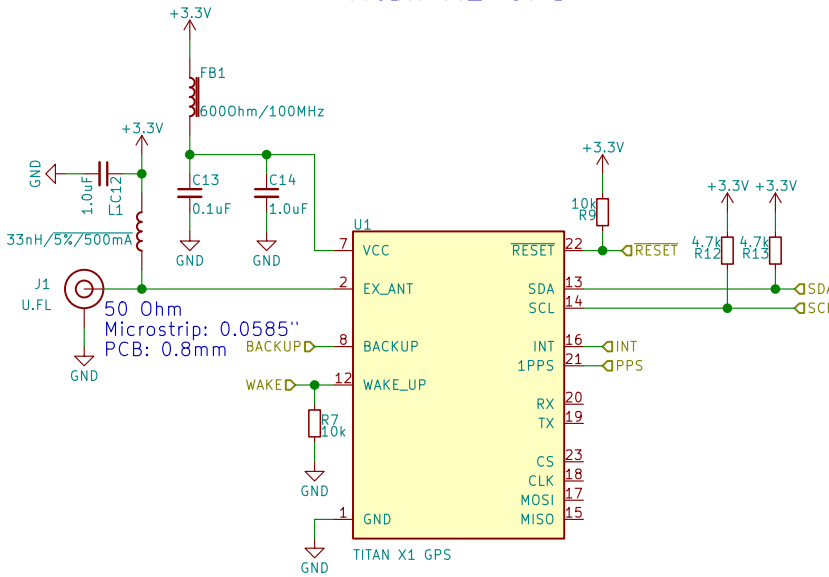 +3.3V
FB1
600Ohm/100MHz
+3.3V
GND
1.0uF
C12
L1
33nH/5%/500mA
C13
0.1uF
GND
C14
1.0uF
GND
J1
U.FL
GND
50 Ohm
Microstrip: 0.0585''
PCB: 0.8mm
BACKUP
WAKE
R7
10k
GND
GND
U1
7 VCC
2 EX_ANT
8 BACKUP
12 WAKE_UP
1 GND
RESET 22
SDA 13
SCL 14
INT 16
1PPS 21
RX 20
TX 19
CS 23
CLK 18
MOSI 17
MISO 15
TITAN X1 GPS
+3.3V
10k
R9
RESET
+3.3V
+3.3V
4.7k
R12
4.7k
R13
SDA
SCL
INT
PPS